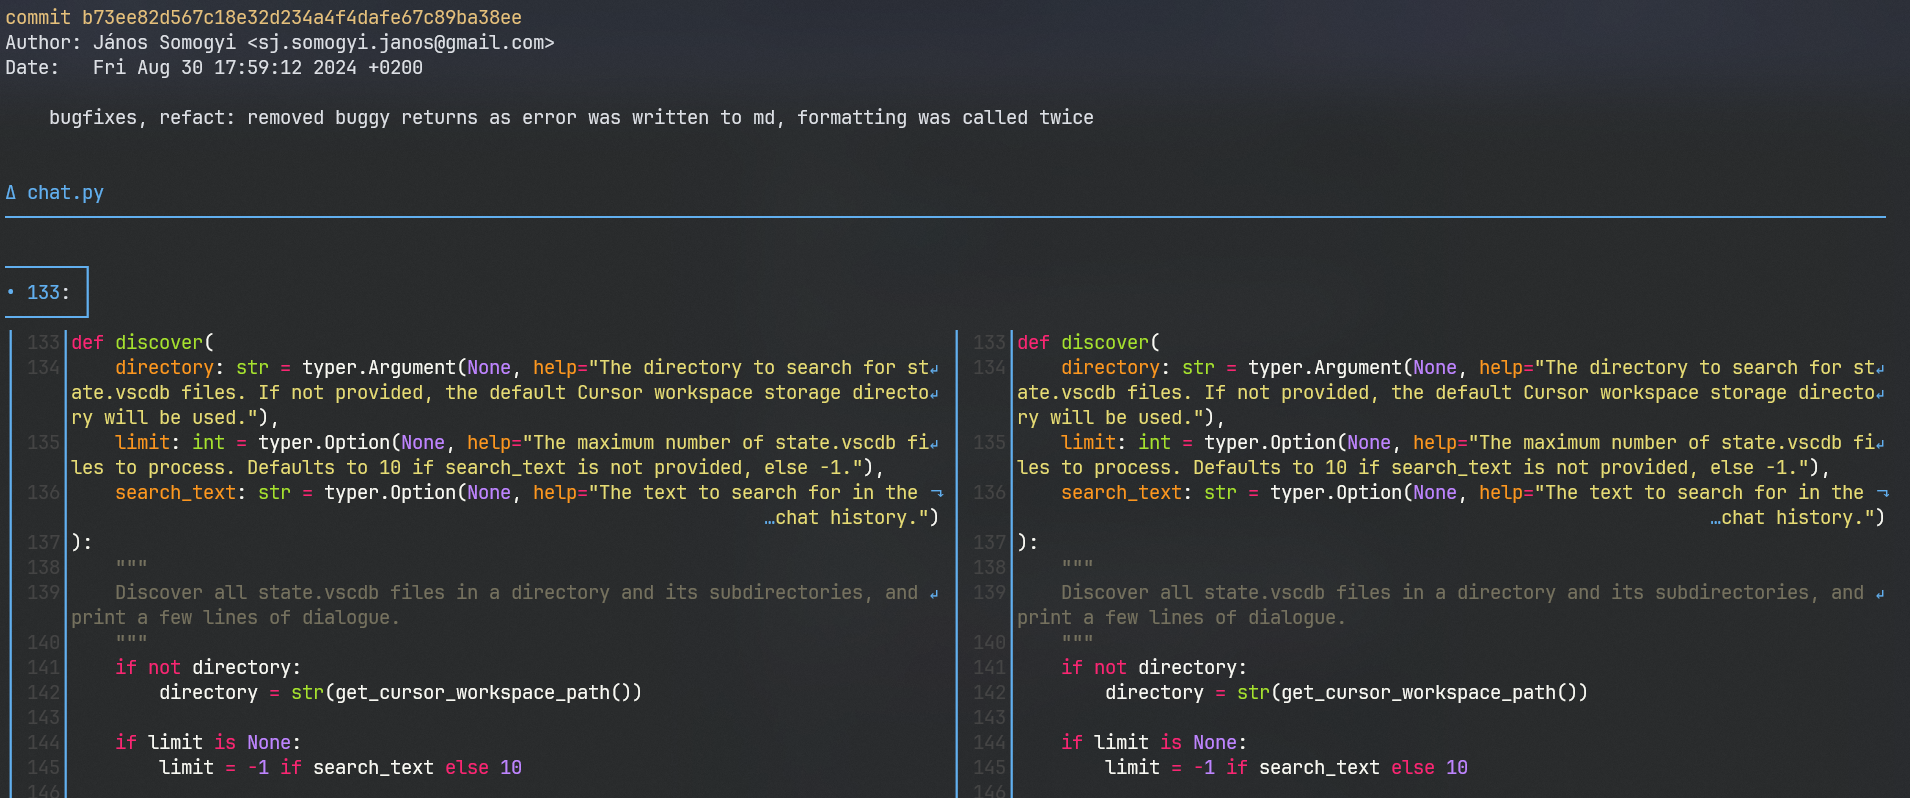 commit b73ee82d567c18e32d234a4f4dafe67c89ba38ee
Author: János Somogyi <sj.somogyi.janos@gmail.com>
Date:   Fri Aug 30 17:59:12 2024 +0200
    bugfixes, refact: removed buggy returns as error was written to md, formatting was called twice
Δ chat.py
• 133:
133 def discover(
134     directory: str = typer.Argument(None, help="The directory to search for st↵
ate.vscdb files. If not provided, the default Cursor workspace storage directo↵
ry will be used."),
135     limit: int = typer.Option(None, help="The maximum number of state.vscdb fi↵
les to process. Defaults to 10 if search_text is not provided, else -1."),
136     search_text: str = typer.Option(None, help="The text to search for in the ↴
…chat history.")
137 ):
138     """
139     Discover all state.vscdb files in a directory and its subdirectories, and ↵
print a few lines of dialogue.
140     """
141     if not directory:
142         directory = str(get_cursor_workspace_path())
143
144     if limit is None:
145         limit = -1 if search_text else 10
146
133 def discover(
134     directory: str = typer.Argument(None, help="The directory to search for st↵
ate.vscdb files. If not provided, the default Cursor workspace storage directo↵
ry will be used."),
135     limit: int = typer.Option(None, help="The maximum number of state.vscdb fi↵
les to process. Defaults to 10 if search_text is not provided, else -1."),
136     search_text: str = typer.Option(None, help="The text to search for in the ↴
…chat history.")
137 ):
138     """
139     Discover all state.vscdb files in a directory and its subdirectories, and ↵
print a few lines of dialogue.
140     """
141     if not directory:
142         directory = str(get_cursor_workspace_path())
143
144     if limit is None:
145         limit = -1 if search_text else 10
146